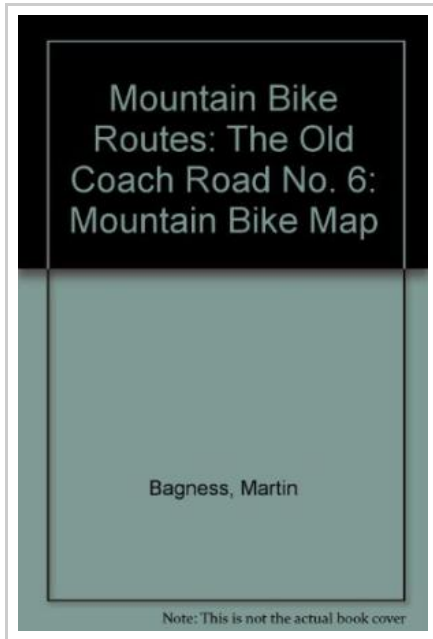 Mountain Bike
Routes: The Old
Coach Road No. 6:
Mountain Bike Map
Bagness, Martin
Note: This is not the actual book cover